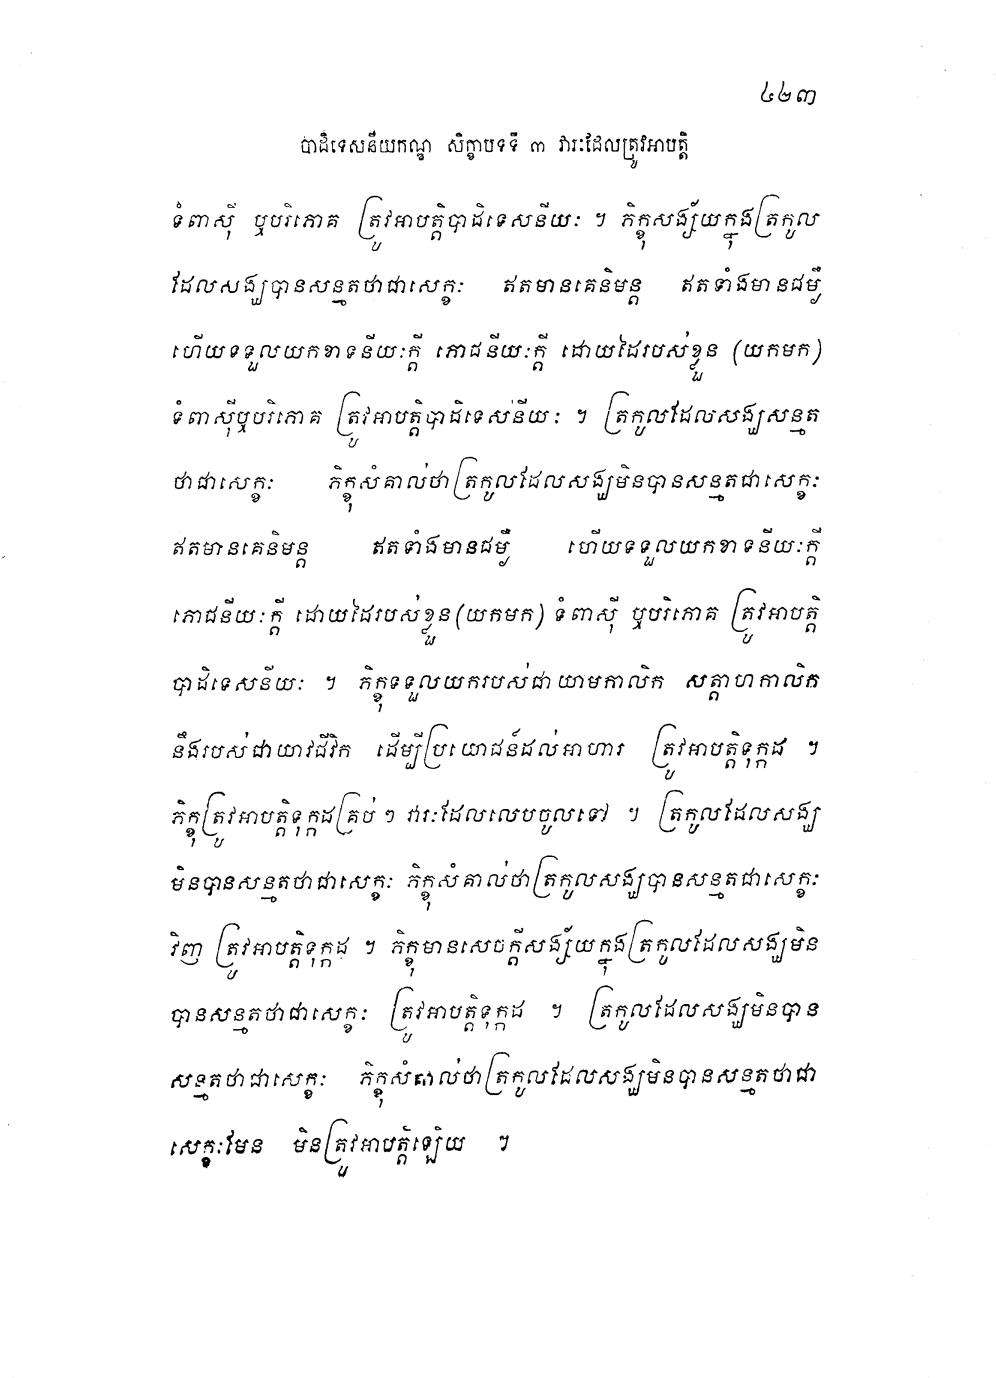 ៤២៣
បាដិទេសនីយកណ្ឌ សិក្ខាបទទី ៣ វារៈដែលត្រូវអាបត្តិ
ទំពាស៊ី ឬបរិភោគ ត្រូវអាបត្តិបាដិទេសនីយៈ ។ ភិក្ខុសង្ស័យក្នុងត្រកូល
ដែលសង្ឃបានសន្មតថាជាសេក្ខៈ ឥតមានគេនិមន្ត ឥតទាំងមានជម្ងឺ
ហើយទទួលយកខាទនីយៈក្តី ភោជនីយៈក្តី ដោយដៃរបស់ខ្លួន (យកមក)
ទំពាស៊ីឬបរិភោគ ត្រូវអាបត្តិបាដិទេសនីយៈ ។ ត្រកូលដែលសង្ឃសន្មត
ថាជាសេក្ខៈ ភិក្ខុសំគាល់ថាត្រកូលដែលសង្ឃមិនបានសន្មតជាសេក្ខៈ
ឥតមានគេនិមន្ត ឥតទាំងមានជម្ងឺ ហើយទទួលយកខាទនីយៈក្តី
ភោជនីយៈក្តី ដោយដៃរបស់ខ្លួន(យកមក) ទំពាស៊ី ឬបរិភោគ ត្រូវអាបត្តិ
បាដិទេសនីយៈ ។ ភិក្ខុទទួលយករបស់ជាយាមកាលិក សត្តាហកាលិក
នឹងរបស់ជាយាវជីវិក ដើម្បីប្រយោជន៍ដល់អាហារ ត្រូវអាបត្តិទុក្កដ ។
ភិក្ខុត្រូវអាបត្តិទុក្កដគ្រប់ៗ វារៈដែលលេបចូលទៅ ។ ត្រកូលដែលសង្ឃ
មិនបានសន្មតថាជាសេក្ខៈ ភិក្ខុសំគាល់ថាត្រកូលសង្ឃបានសន្មតជាសេក្ខៈ
វិញ ត្រូវអាបត្តិទុក្កដ ។ ភិក្ខុមានសេចក្តីសង្ស័យក្នុងត្រកូលដែលសង្ឃមិន
បានសន្មតថាជាសេក្ខៈ ត្រូវអាបត្តិទុក្កដ ។ ត្រកូលដែលសង្ឃមិនបាន
សន្មតថាជាសេក្ខៈ ភិក្ខុសំគាល់ថាត្រកូលដែលសង្ឃមិនបានសន្មតថាជា
សេក្ខៈមែន មិនត្រូវអាបត្តិឡើយ ។